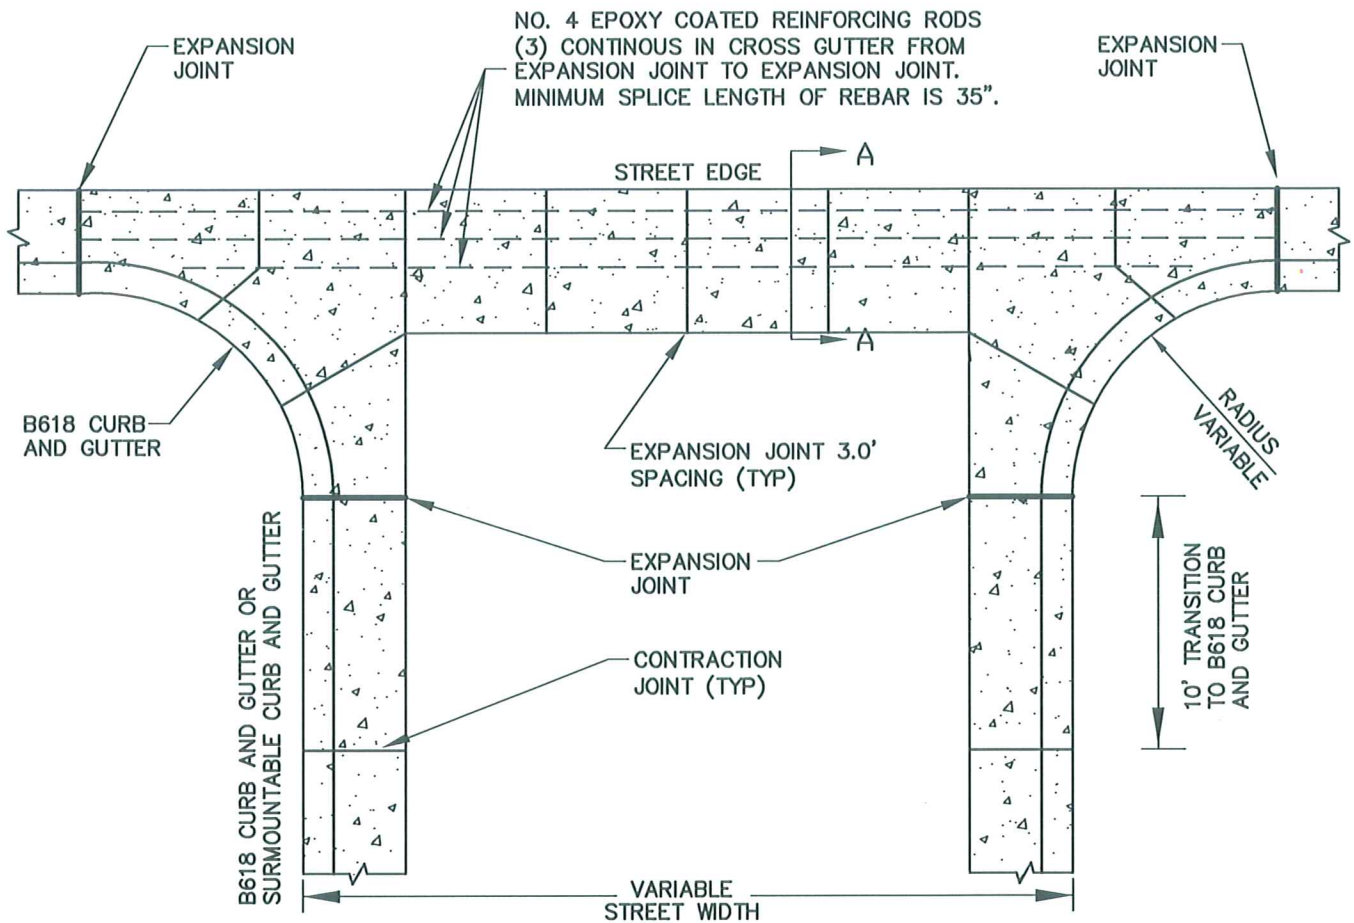 NO. 4 EPOXY COATED REINFORCING RODS
(3) CONTINOUS IN CROSS GUTTER FROM
EXPANSION JOINT TO EXPANSION JOINT.
MINIMUM SPLICE LENGTH OF REBAR IS 35".
EXPANSION
JOINT
EXPANSION
JOINT
STREET EDGE
A
A
B618 CURB
AND GUTTER
EXPANSION JOINT 3.0'
SPACING (TYP)
RADIUS
VARIABLE
EXPANSION
JOINT
B618 CURB AND GUTTER OR
SURMOUNTABLE CURB AND GUTTER
10' TRANSITION
TO B618 CURB
AND GUTTER
CONTRACTION
JOINT (TYP)
VARIABLE
STREET WIDTH